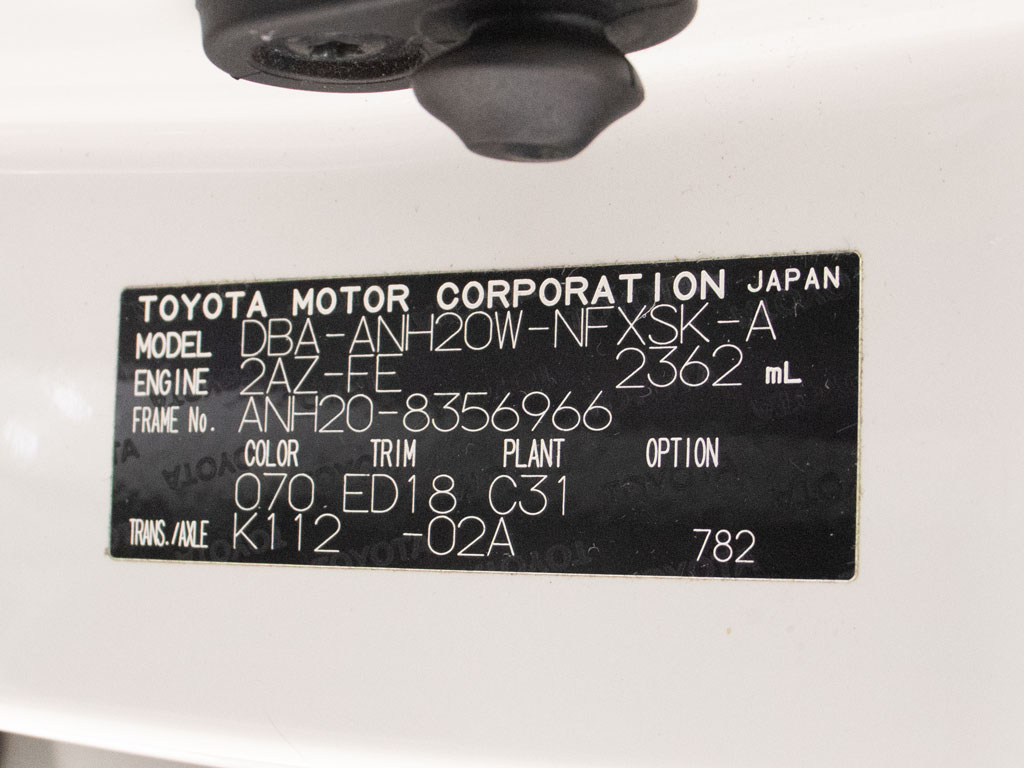 TOYOTA MOTOR CORPORATION JAPAN
MODEL DBA-ANH20W-NFXSK-A
ENGINE 2AZ-FE 2362 mL
FRAME No. ANH20-8356966
COLOR TRIM PLANT OPTION
070 ED18 C31
TRANS./AXLE K112 -02A 782